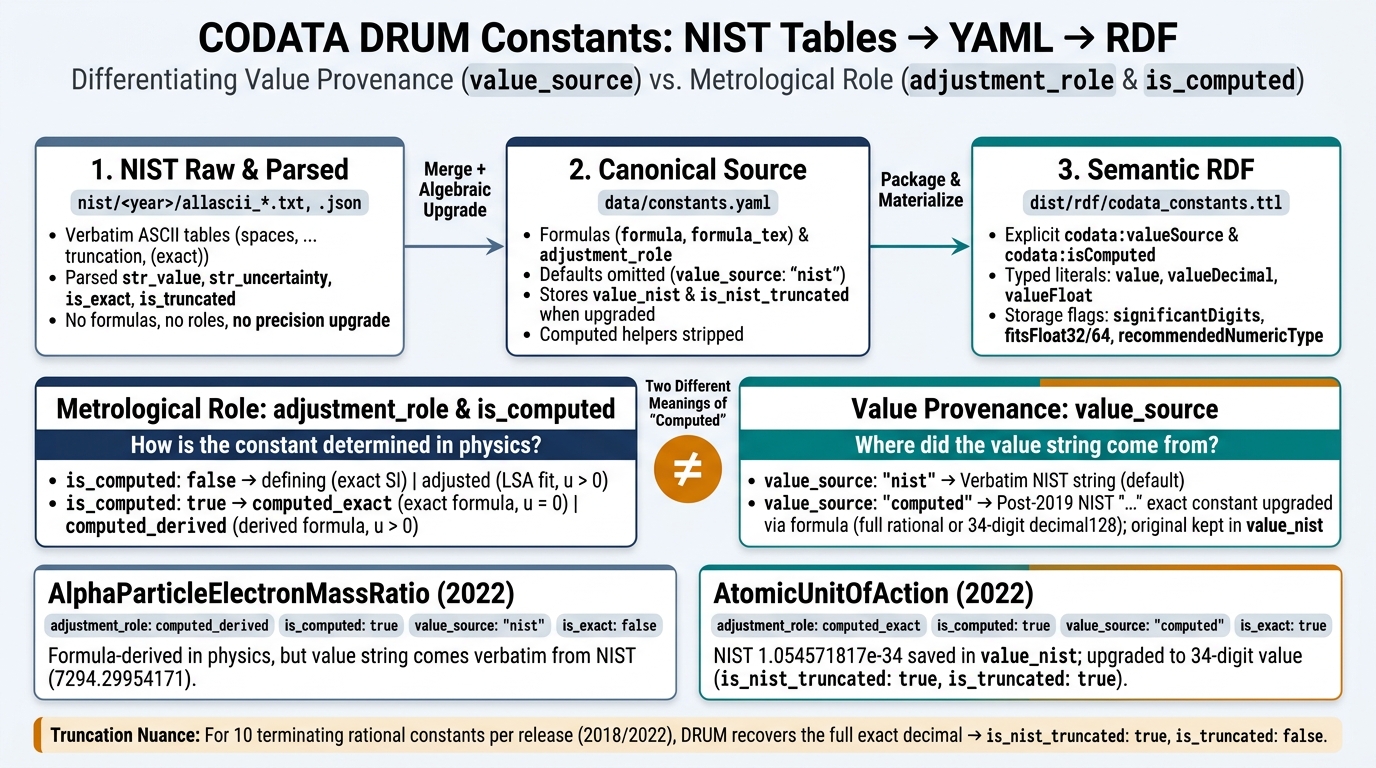 CODATA DRUM Constants: NIST Tables → YAML → RDF
Differentiating Value Provenance (value_source) vs. Metrological Role (adjustment_role & is_computed)
1. NIST Raw & Parsed
nist/<year>/allascii_*.txt, .json
• Verbatim ASCII tables (spaces, ...
truncation, (exact))
• Parsed str_value, str_uncertainty,
is_exact, is_truncated
• No formulas, no roles, no precision upgrade
Merge +
Algebraic
Upgrade
2. Canonical Source
data/constants.yaml
• Formulas (formula, formula_tex) &
adjustment_role
• Defaults omitted (value_source: “nist”)
• Stores value_nist & is_nist_truncated
when upgraded
• Computed helpers stripped
Package &
Materialize
3. Semantic RDF
dist/rdf/codata_constants.ttl
• Explicit codata:valueSource &
codata:isComputed
• Typed literals: value, valueDecimal,
valueFloat
• Storage flags: significantDigits,
fitsFloat32/64, recommendedNumericType
Metrological Role: adjustment_role & is_computed
How is the constant determined in physics?
• is_computed: false → defining (exact SI) | adjusted (LSA fit, u > 0)
• is_computed: true → computed_exact (exact formula, u = 0) |
computed_derived (derived formula, u > 0)
Two Different
Meanings of
“Computed”
≠
Value Provenance: value_source
Where did the value string come from?
• value_source: "nist" → Verbatim NIST string (default)
• value_source: "computed" → Post-2019 NIST "..." exact constant upgraded
via formula (full rational or 34-digit decimal128); original kept in value_nist
AlphaParticleElectronMassRatio (2022)
adjustment_role: computed_derived is_computed: true value_source: "nist" is_exact: false
Formula-derived in physics, but value string comes verbatim from NIST
(7294.29954171).
AtomicUnitOfAction (2022)
adjustment_role: computed_exact is_computed: true value_source: "computed" is_exact: true
NIST 1.054571817e-34 saved in value_nist; upgraded to 34-digit value
(is_nist_truncated: true, is_truncated: true).
Truncation Nuance: For 10 terminating rational constants per release (2018/2022), DRUM recovers the full exact decimal → is_nist_truncated: true, is_truncated: false.